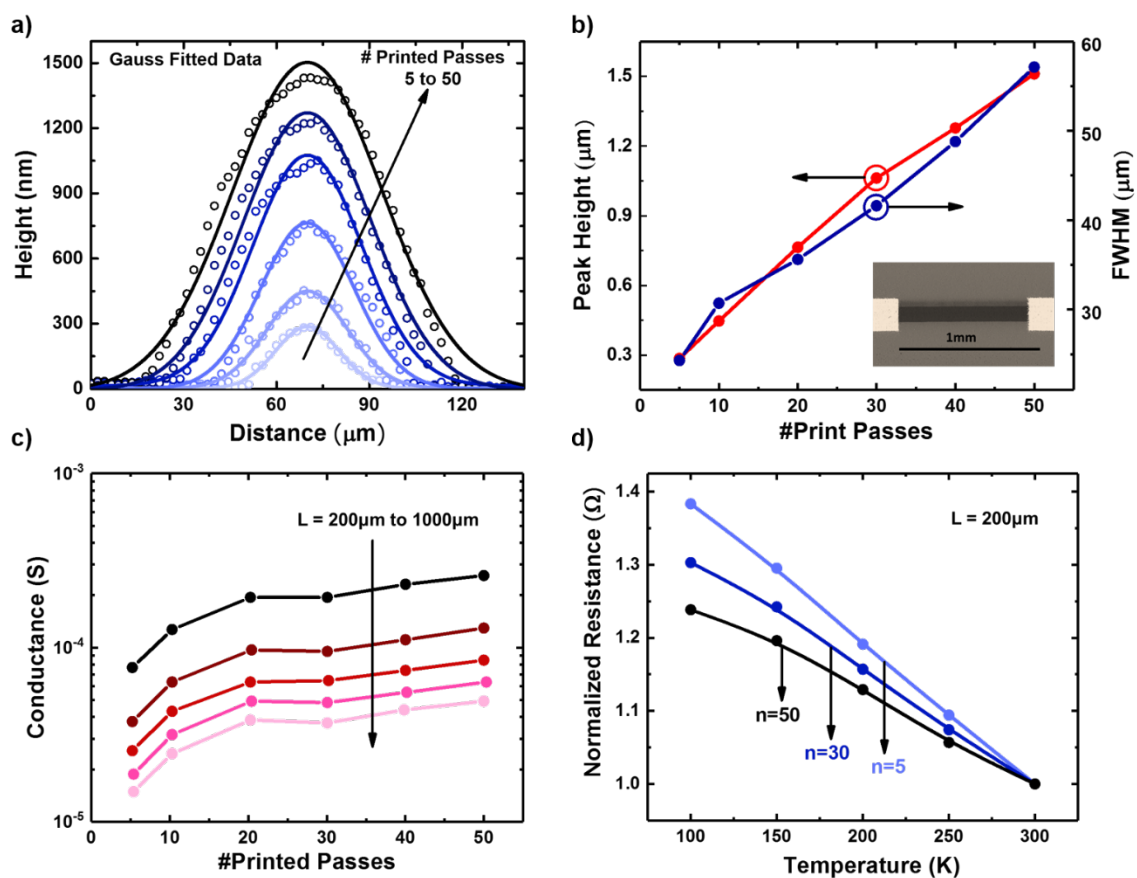 a)
Gauss Fitted Data
# Printed Passes
5 to 50
1500
1200
900
600
300
0
Height (nm)
0 30 60 90 120
Distance (μm)
b)
1.5
1.2
0.9
0.6
0.3
Peak Height (μm)
60
50
40
30
FWHM (μm)
1mm
0 10 20 30 40 50
#Print Passes
c)
10⁻³
10⁻⁴
10⁻⁵
Conductance (S)
L = 200μm to 1000μm
0 10 20 30 40 50
#Printed Passes
d)
1.4
1.3
1.2
1.1
1.0
Normalized Resistance (Ω)
L = 200μm
n=50
n=30
n=5
100 150 200 250 300
Temperature (K)